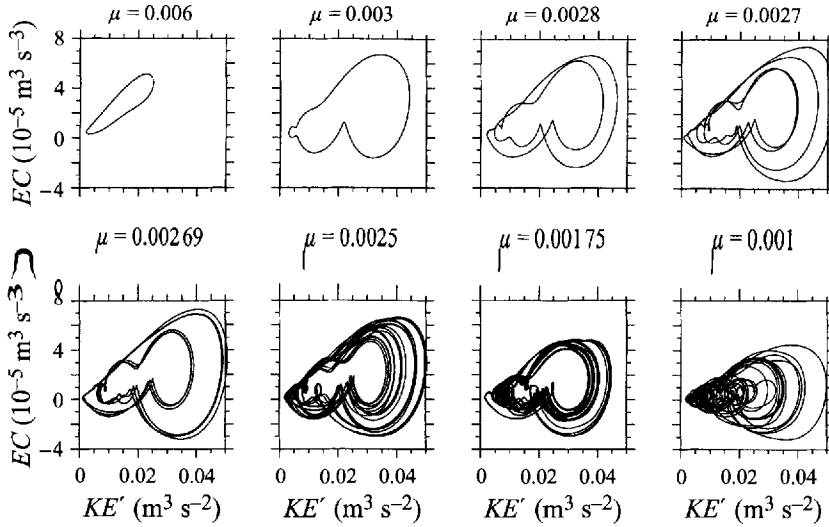 μ = 0.006 μ = 0.003 μ = 0.0028 μ = 0.0027
8
4
0
−4
EC (10⁻⁵ m³ s⁻³)
μ = 0.00269 μ = 0.0025 μ = 0.00175 μ = 0.001
8
4
0
−4
EC (10⁻⁵ m³ s⁻³)
0 0.02 0.04 0 0.02 0.04 0 0.02 0.04 0 0.02 0.04
KE′ (m³ s⁻²) KE′ (m³ s⁻²) KE′ (m³ s⁻²) KE′ (m³ s⁻²)